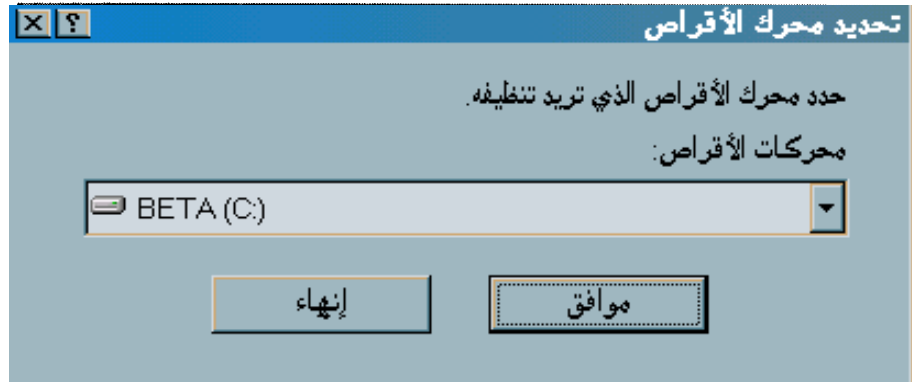 تحديد محرك الأقراص
حدد محرك الأقراص الذي تريد تنظيفه.
محركات الأقراص:
BETA (C:)
موافق
إنهاء